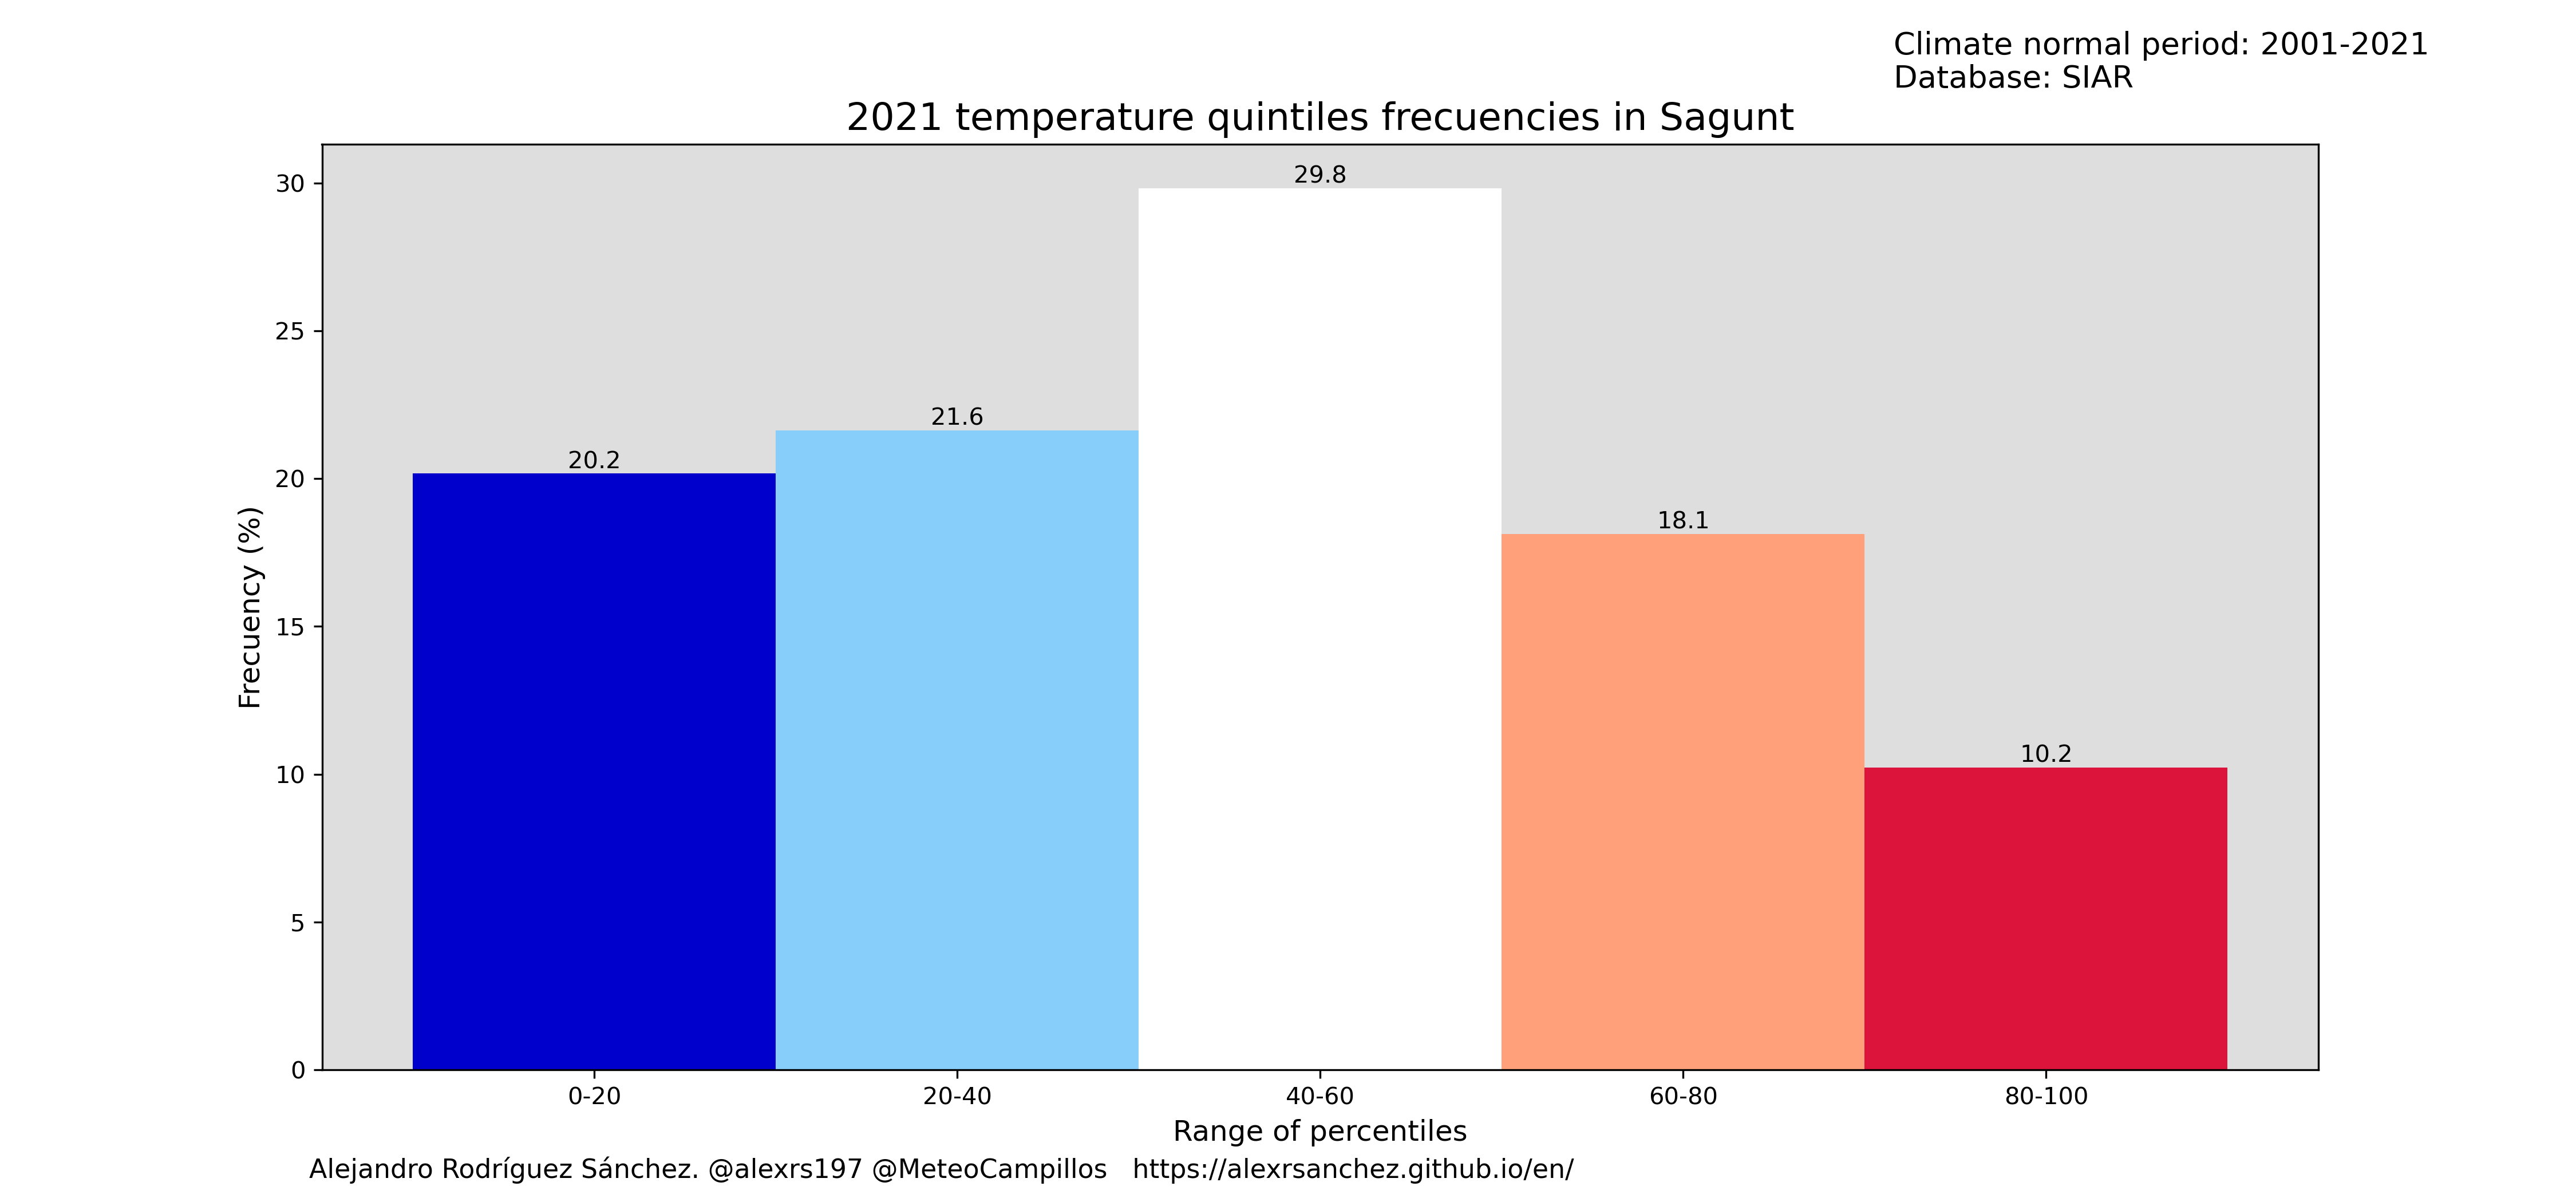 Climate normal period: 2001-2021
Database: SIAR
2021 temperature quintiles frecuencies in Sagunt
Frecuency (%)
30
25
20
15
10
5
0
20.2
21.6
29.8
18.1
10.2
0-20
20-40
40-60
60-80
80-100
Range of percentiles
Alejandro Rodríguez Sánchez. @alexrs197 @MeteoCampillos   https://alexrsanchez.github.io/en/